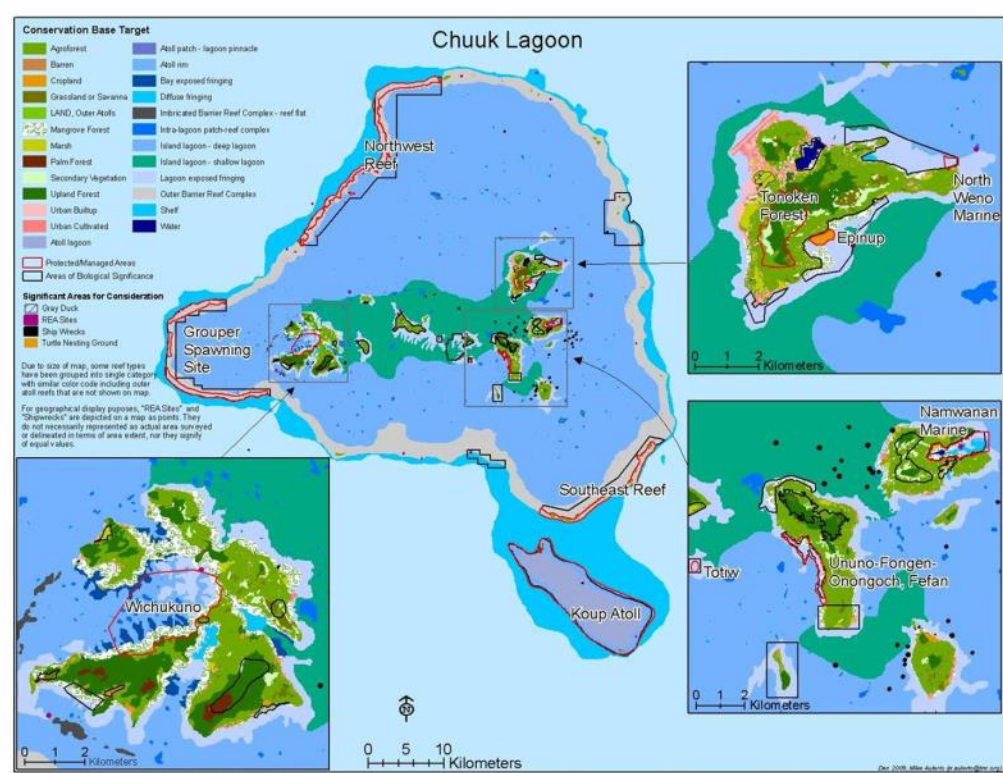 Chuuk Lagoon
Conservation Base Target
Agroforest
Barren
Cropland
Grassland or Savanna
LAND, Outer Atolls
Mangrove Forest
Marsh
Palm Forest
Secondary Vegetation
Upland Forest
Urban Builtup
Urban Cultivated
Atoll lagoon
Atoll patch - lagoon pinnacle
Atoll rim
Bay exposed fringing
Diffuse fringing
Imbricated Barrier Reef Complex - reef flat
Intra-lagoon patch-reef complex
Island lagoon - deep lagoon
Island lagoon - shallow lagoon
Lagoon exposed fringing
Outer Barrier Reef Complex
Shelf
Water
Protected/Managed Areas
Areas of Biological Significance
Significant Areas for Consideration
Gray Duck
REA Sites
Ship Wrecks
Turtle Nesting Ground
Due to size of map, some reef types
have been grouped into single category
with similar color code including outer
atoll reefs that are not shown on map.
For geographical display puposes, "REA Sites" and
"Shipwrecks" are depicted on a map as points. They
do not necessarily represented as actual area surveyed
or delineated in terms of area extent, nor they signify
of equal values.
Northwest
Reef
Grouper
Spawning
Site
Southeast Reef
Koup Atoll
N
0 5 10
Kilometers
Tonoken
Forest
Epinup
North
Weno
Marine
0 1 2 4
Kilometers
Namwanan
Marine
Totiw
Ununo-Fongen-
Onongoch, Fefan
0 1 2 4
Kilometers
Wichukuno
0 1 2 4
Kilometers